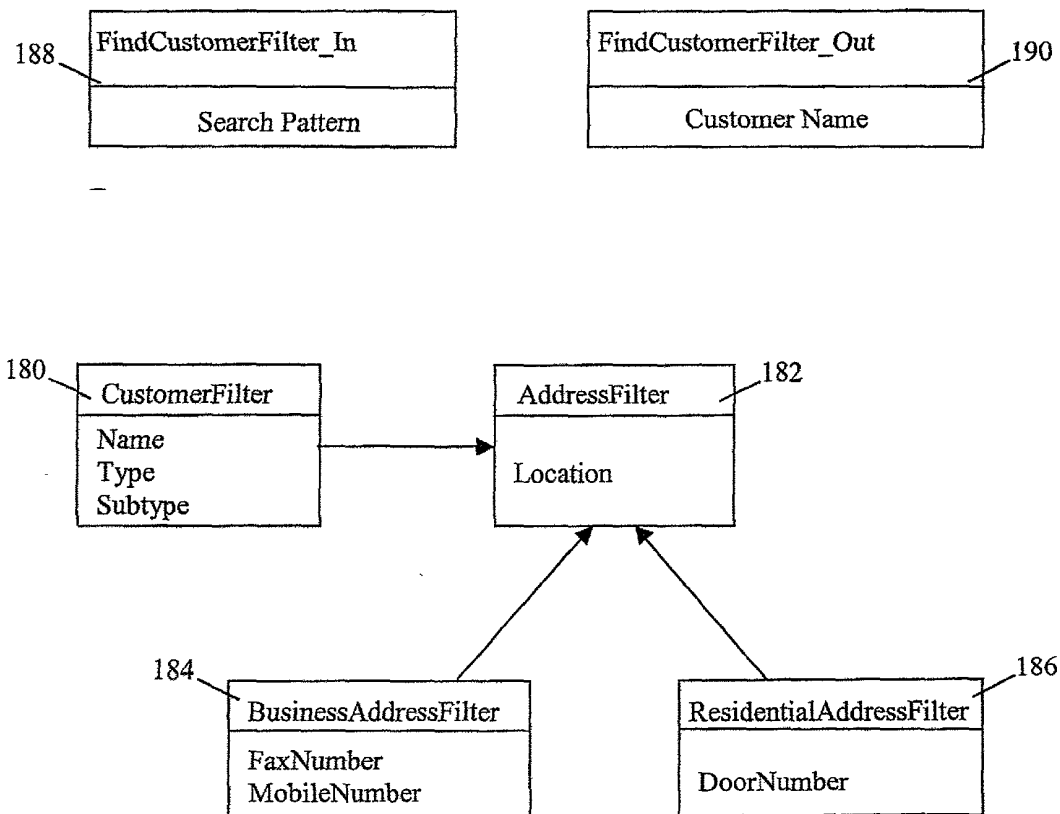 FindCustomerFilter_In
FindCustomerFilter_Out
188
190
Search Pattern
Customer Name
180
182
CustomerFilter
AddressFilter
Name
Type
Subtype
Location
184
186
BusinessAddressFilter
ResidentialAddressFilter
FaxNumber
MobileNumber
DoorNumber